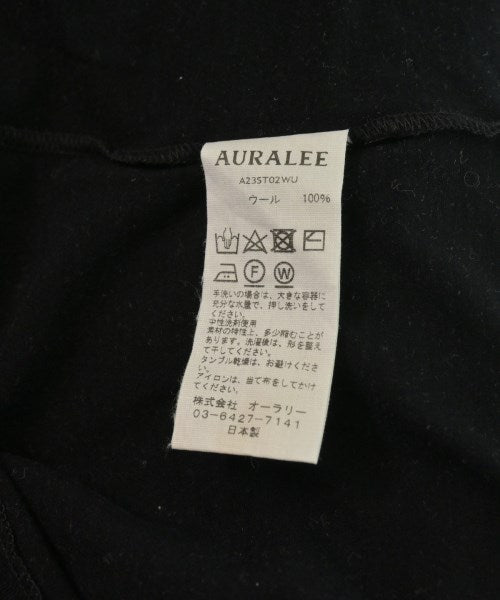 AURALEE
A23ST02WU
ウール 100%
F W
手洗いの場合は、大きな容器に
充分な水量で、押し洗いをして
ください。
中性洗剤使用
素材の特性上、多少縮むことが
あります。洗濯後は、形を整え
て干してください。
タンブル乾燥は、お避けくださ
い。
アイロンは、当て布をしてかけ
てください。
株式会社 オーラリー
03-6427-7141
日本製